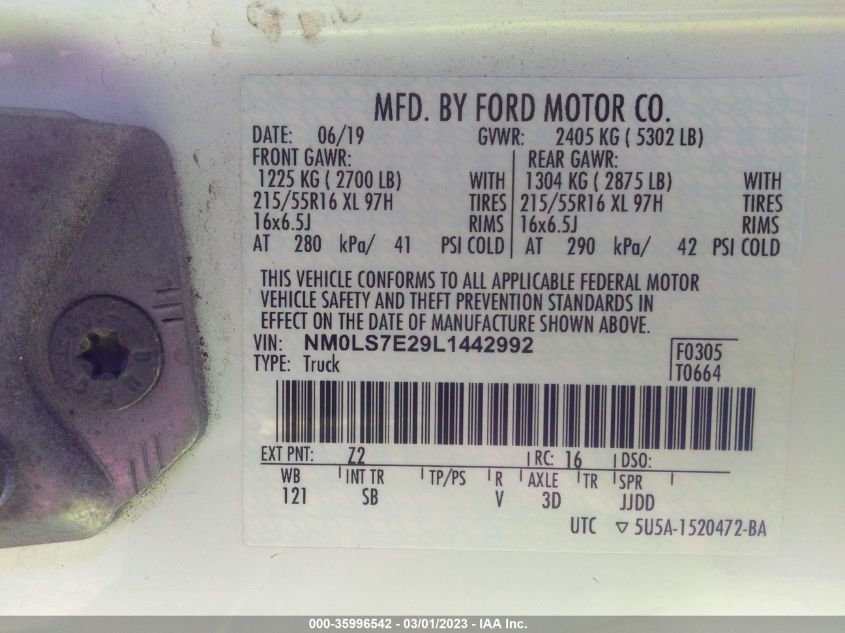 MFD. BY FORD MOTOR CO.
DATE: 06/19 GVWR: 2405 KG ( 5302 LB)
FRONT GAWR: REAR GAWR:
1225 KG ( 2700 LB) WITH 1304 KG ( 2875 LB) WITH
215/55R16 XL 97H TIRES 215/55R16 XL 97H TIRES
16x6.5J RIMS 16x6.5J RIMS
AT 280 kPa/ 41 PSI COLD AT 290 kPa/ 42 PSI COLD
THIS VEHICLE CONFORMS TO ALL APPLICABLE FEDERAL MOTOR
VEHICLE SAFETY AND THEFT PREVENTION STANDARDS IN
EFFECT ON THE DATE OF MANUFACTURE SHOWN ABOVE.
VIN: NM0LS7E29L1442992 F0305
TYPE: Truck T0664
EXT PNT: Z2 RC: 16 DSO:
WB INT TR TP/PS R AXLE TR SPR
121 SB V 3D JJDD
UTC ▽ 5U5A-1520472-BA
000-35996542 - 03/01/2023 - IAA Inc.